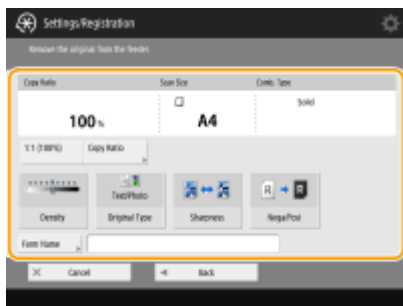 Settings/Registration
Remove the original from the feeder.
Copy Ratio
Scan Size
Comb. Type
100 %
A4
Solid
1:1 (100%)
Copy Ratio
Text/Photo
Density
Original Type
Sharpness
Nega/Posi
Form Name
Cancel
Back